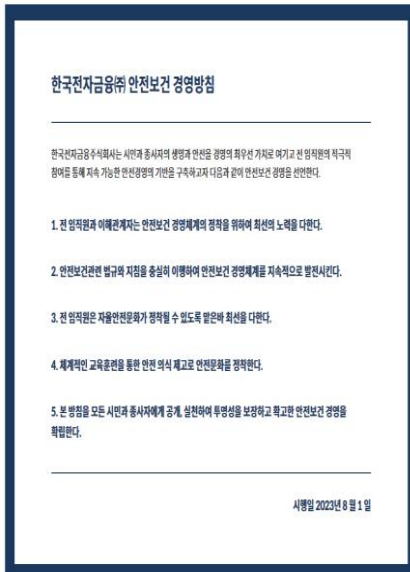 한국전자금융㈜ 안전보건 경영방침
한국전자금융주식회사는 시민과 종사자의 생명과 안전을 경영의 최우선 가치로 여기고 전 임직원의 적극적
참여를 통해 지속 가능한 안전경영의 기반을 구축하고자 다음과 같이 안전보건 경영을 선언한다.
1. 전 임직원과 이해관계자는 안전보건 경영체계의 정착을 위하여 최선의 노력을 다한다.
2. 안전보건관련 법규와 지침을 충실히 이행하여 안전보건 경영체계를 지속적으로 발전시킨다.
3. 전 임직원은 자율안전문화가 정착될 수 있도록 맡은바 최선을 다한다.
4. 체계적인 교육훈련을 통한 안전 의식 제고로 안전문화를 정착한다.
5. 본 방침을 모든 시민과 종사자에게 공개, 실천하여 투명성을 보장하고 확고한 안전보건 경영을
확립한다.
시행일 2023년 8 월 1 일